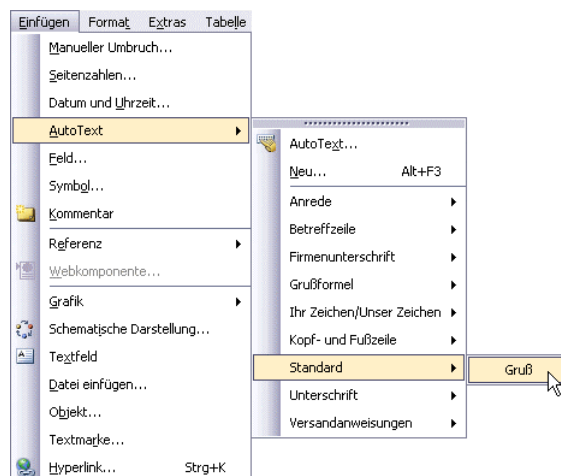 Einfügen Format Extras Tabelle
Manueller Umbruch...
Seitenzahlen...
Datum und Uhrzeit...
AutoText
Feld...
Symbol...
Kommentar
Referenz
Webkomponente...
Grafik
Schematische Darstellung...
Textfeld
Datei einfügen...
Objekt...
Textmarke...
Hyperlink... Strg+K
AutoText...
Neu... Alt+F3
Anrede
Betreffzeile
Firmenunterschrift
Grußformel
Ihr Zeichen/Unser Zeichen
Kopf- und Fußzeile
Standard
Unterschrift
Versandanweisungen
Gruß